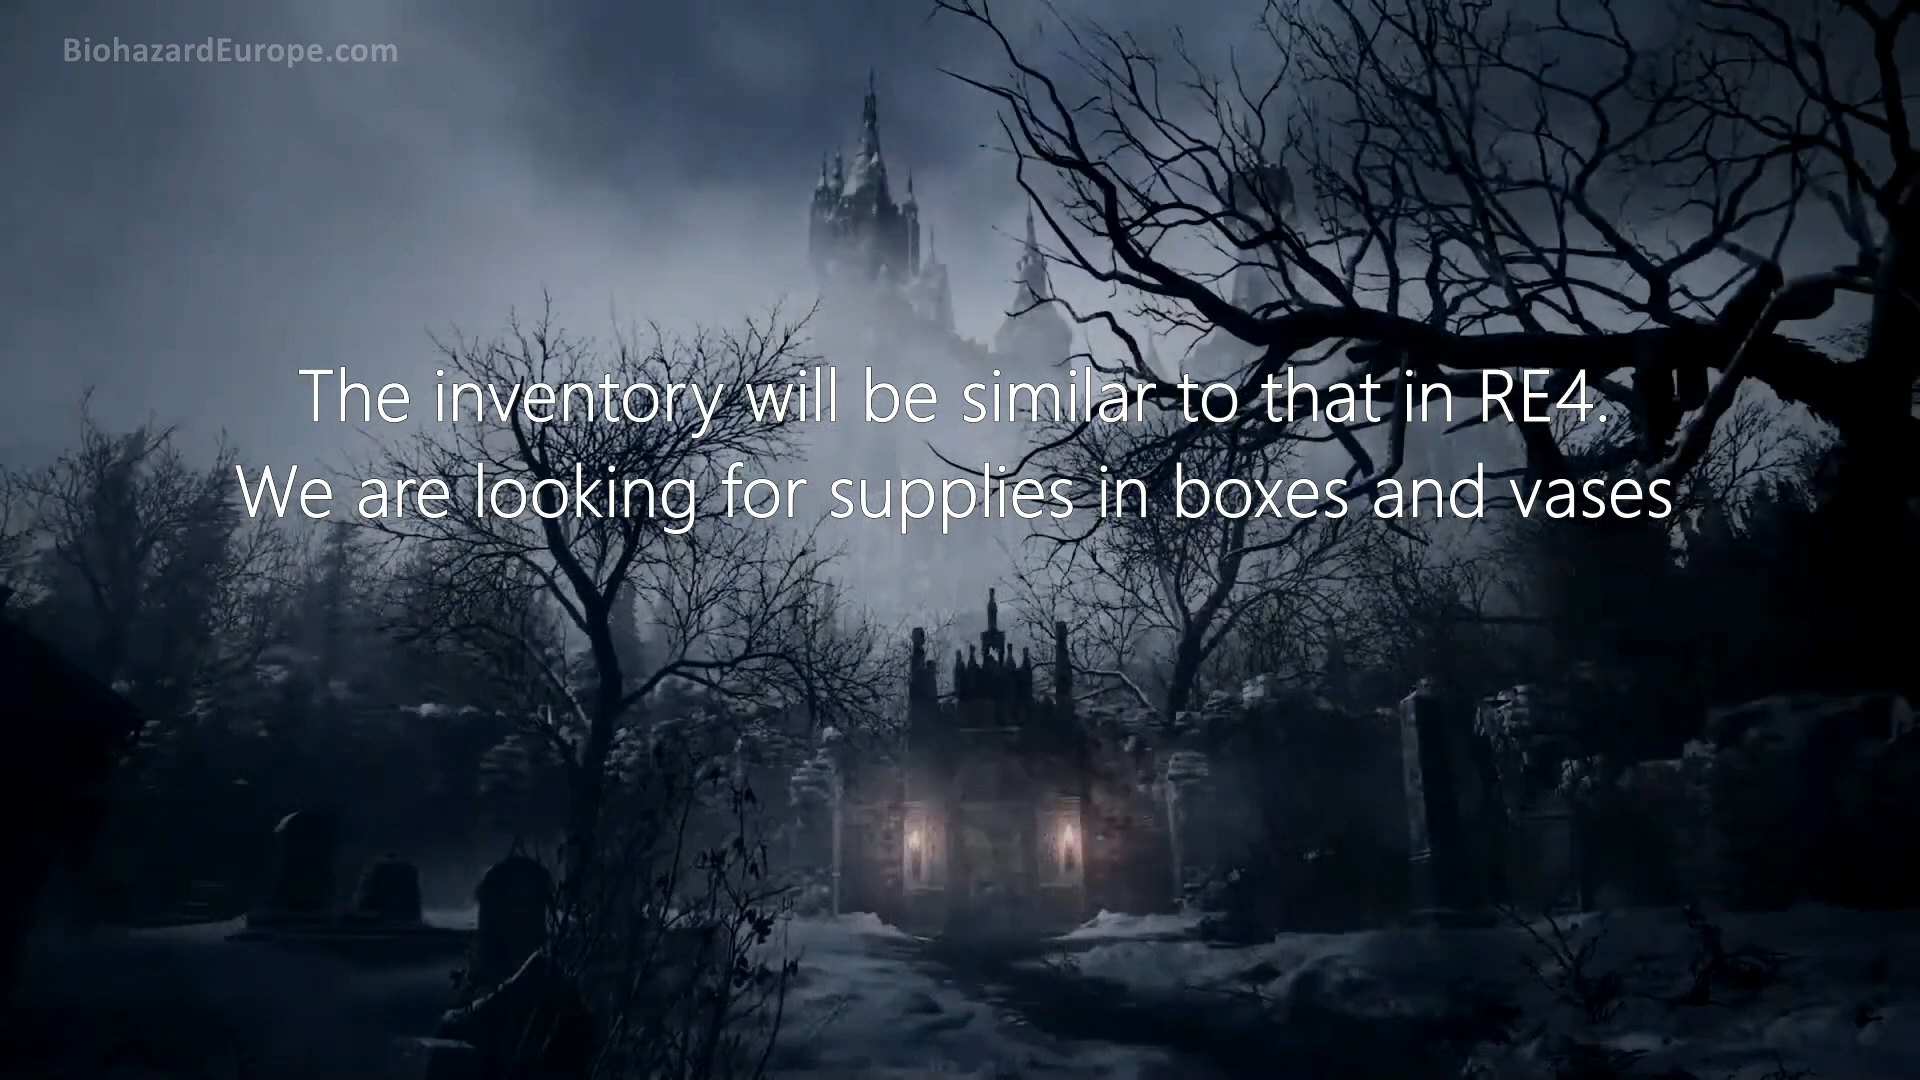 BiohazardEurope.com
The inventory will be similar to that in RE4.
We are looking for supplies in boxes and vases